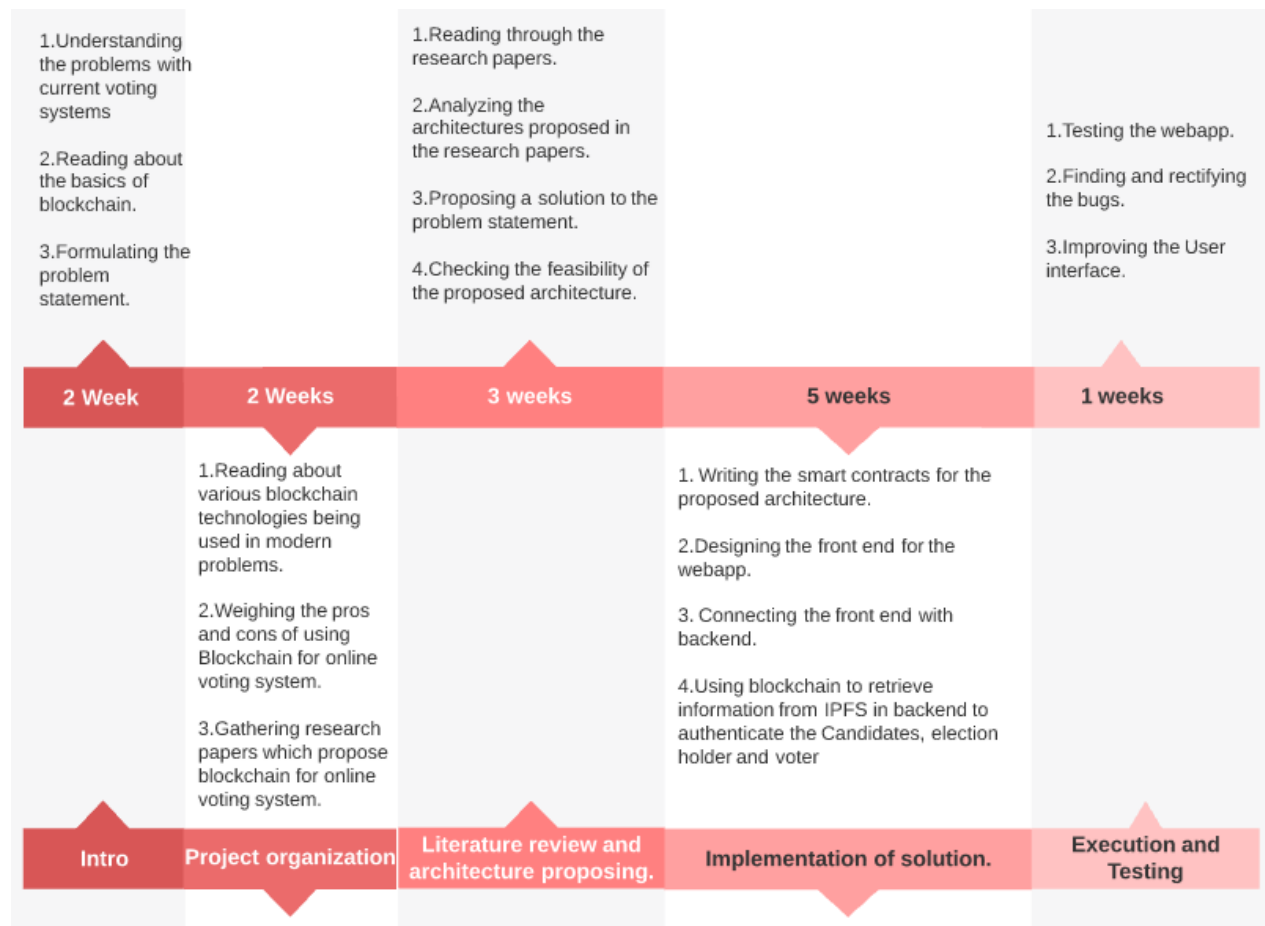 1.Understanding
the problems with
current voting
systems
2.Reading about
the basics of
blockchain.
3.Formulating the
problem
statement.
1.Reading through the
research papers.
2.Analyzing the
architectures proposed in
the research papers.
3.Proposing a solution to the
problem statement.
4.Checking the feasibility of
the proposed architecture.
1.Testing the webapp.
2.Finding and rectifying
the bugs.
3.Improving the User
interface.
2 Week
2 Weeks
3 weeks
5 weeks
1 weeks
1.Reading about
various blockchain
technologies being
used in modern
problems.
2.Weighing the pros
and cons of using
Blockchain for online
voting system.
3.Gathering research
papers which propose
blockchain for online
voting system.
1. Writing the smart contracts for the
proposed architecture.
2.Designing the front end for the
webapp.
3. Connecting the front end with
backend.
4.Using blockchain to retrieve
information from IPFS in backend to
authenticate the Candidates, election
holder and voter
Intro
Project organization
Literature review and
architecture proposing.
Implementation of solution.
Execution and
Testing